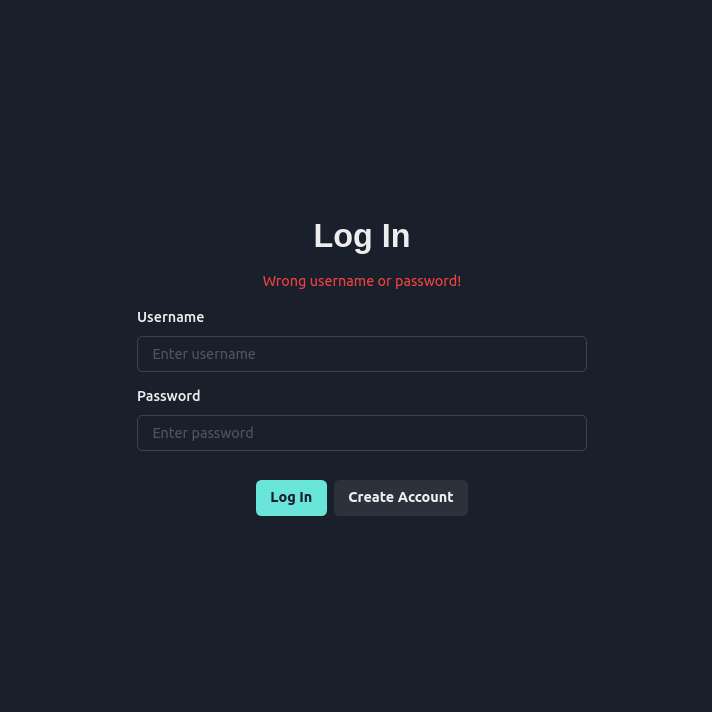 Log In
Wrong username or password!
Username
Enter username
Password
Enter password
Log In
Create Account